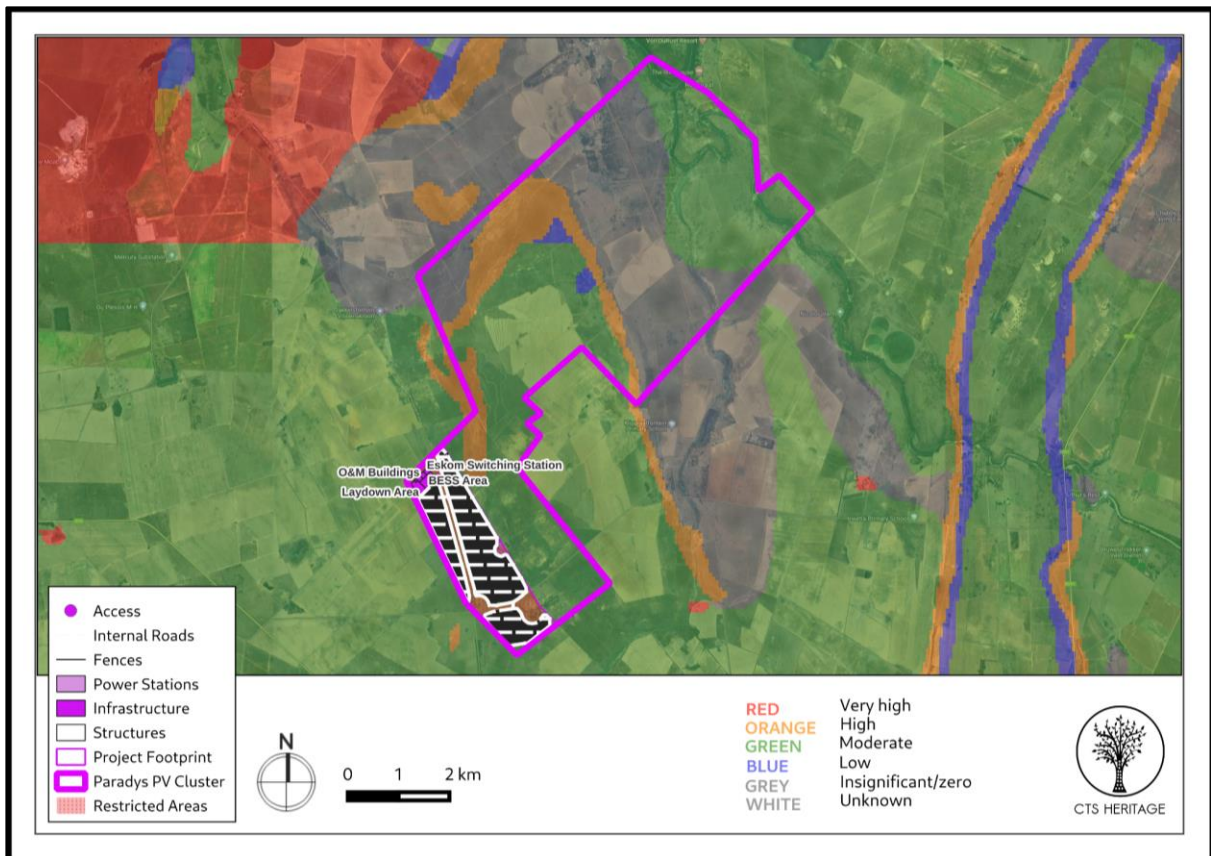 O&M Buildings
Eskom Switching Station
BESS Area
Laydown Area
Access
Internal Roads
Fences
Power Stations
Infrastructure
Structures
Project Footprint
Paradys PV Cluster
Restricted Areas
N
0 1 2 km
RED Very high
ORANGE High
GREEN Moderate
BLUE Low
GREY Insignificant/zero
WHITE Unknown
CTS HERITAGE